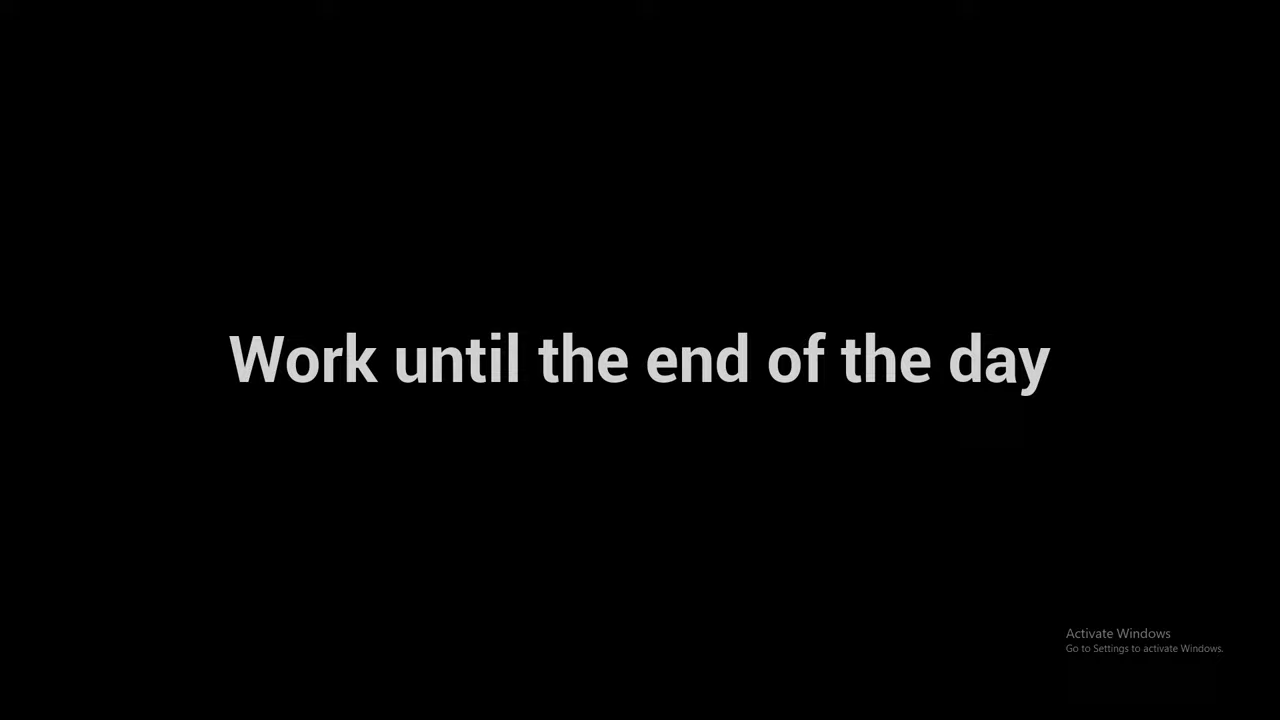 Work until the end of the day
Activate Windows
Go to Settings to activate Windows.